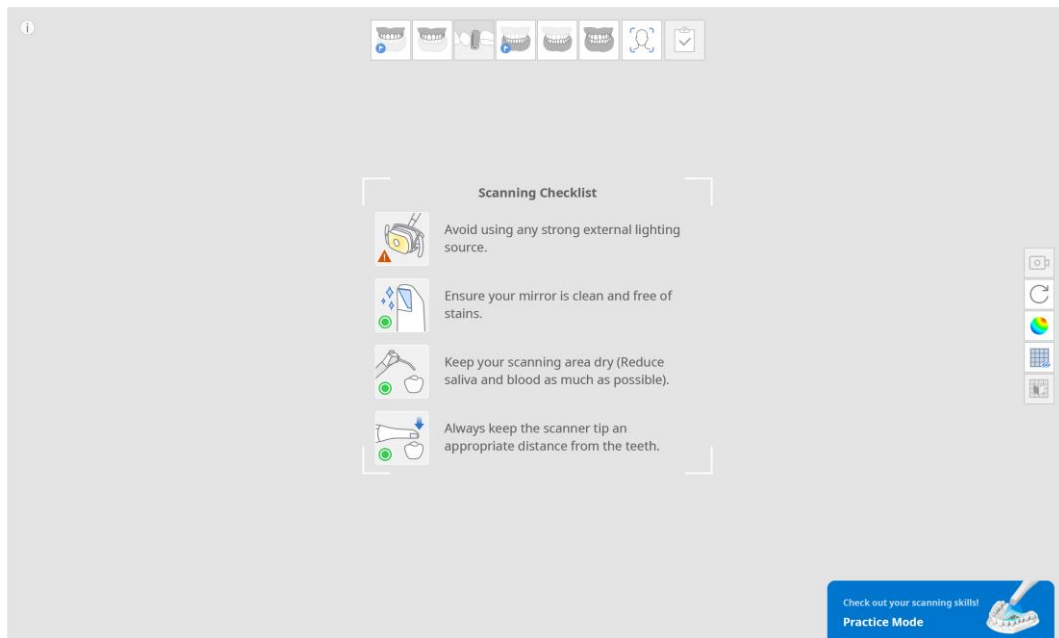 Scanning Checklist
Avoid using any strong external lighting
source.
Ensure your mirror is clean and free of
stains.
Keep your scanning area dry (Reduce
saliva and blood as much as possible).
Always keep the scanner tip an
appropriate distance from the teeth.
Check out your scanning skills!
Practice Mode